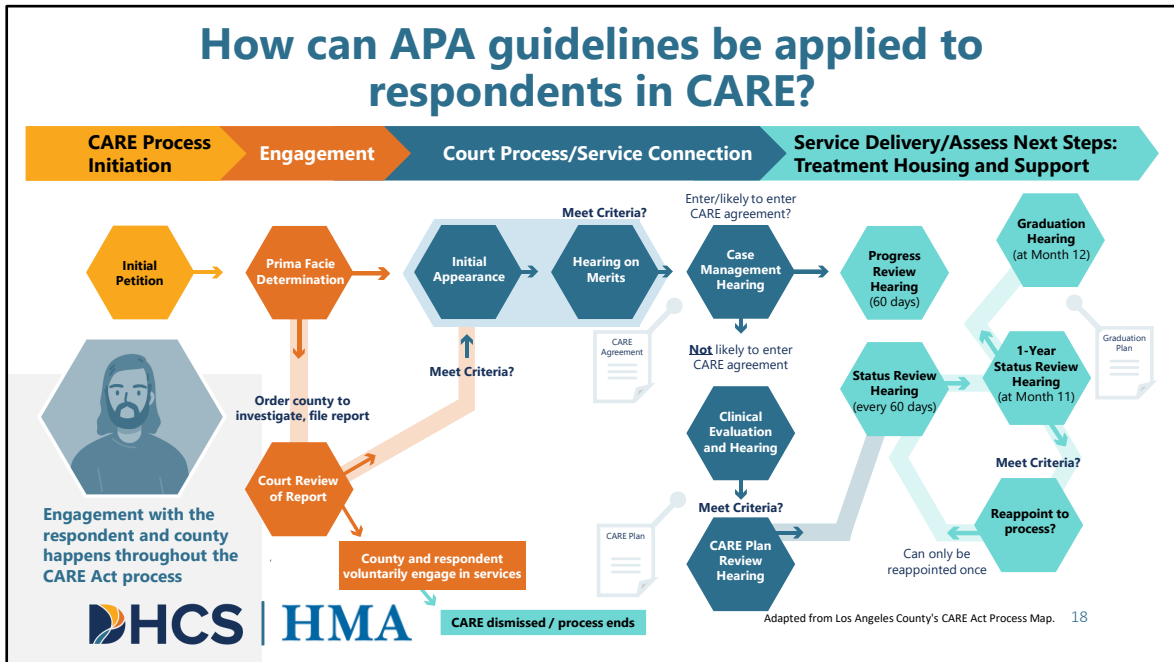 How can APA guidelines be applied to
respondents in CARE?
CARE Process
Initiation
Engagement
Court Process/Service Connection
Service Delivery/Assess Next Steps:
Treatment Housing and Support
Initial
Petition
Prima Facie
Determination
Order county to
investigate, file report
Court Review
of Report
County and respondent
voluntarily engage in services
CARE dismissed / process ends
Meet Criteria?
Initial
Appearance
Meet Criteria?
Hearing on
Merits
Enter/likely to enter
CARE agreement?
Case
Management
Hearing
CARE
Agreement
Not likely to enter
CARE agreement
Clinical
Evaluation
and Hearing
Meet Criteria?
CARE Plan
CARE Plan
Review
Hearing
Progress
Review
Hearing
(60 days)
Status Review
Hearing
(every 60 days)
1-Year
Status Review
Hearing
(at Month 11)
Graduation
Hearing
(at Month 12)
Graduation
Plan
Meet Criteria?
Reappoint to
process?
Can only be
reappointed once
Engagement with the
respondent and county
happens throughout the
CARE Act process
.
DHCS | HMA
Adapted from Los Angeles County's CARE Act Process Map. 18